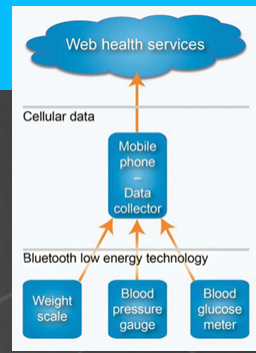 Web health services
Cellular data
Mobile
phone
–
Data
collector
Bluetooth low energy technology
Weight
scale
Blood
pressure
gauge
Blood
glucose
meter